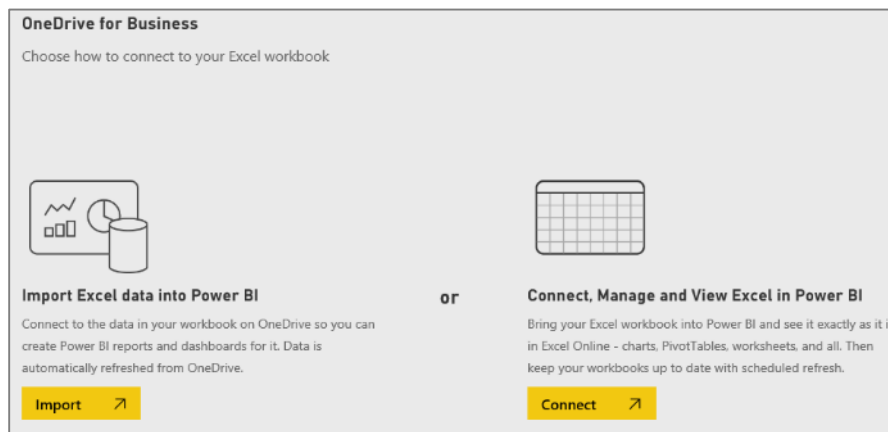 OneDrive for Business
Choose how to connect to your Excel workbook
Import Excel data into Power BI
Connect to the data in your workbook on OneDrive so you can
create Power BI reports and dashboards for it. Data is
automatically refreshed from OneDrive.
Import
or
Connect, Manage and View Excel in Power BI
Bring your Excel workbook into Power BI and see it exactly as it i
in Excel Online - charts, PivotTables, worksheets, and all. Then
keep your workbooks up to date with scheduled refresh.
Connect